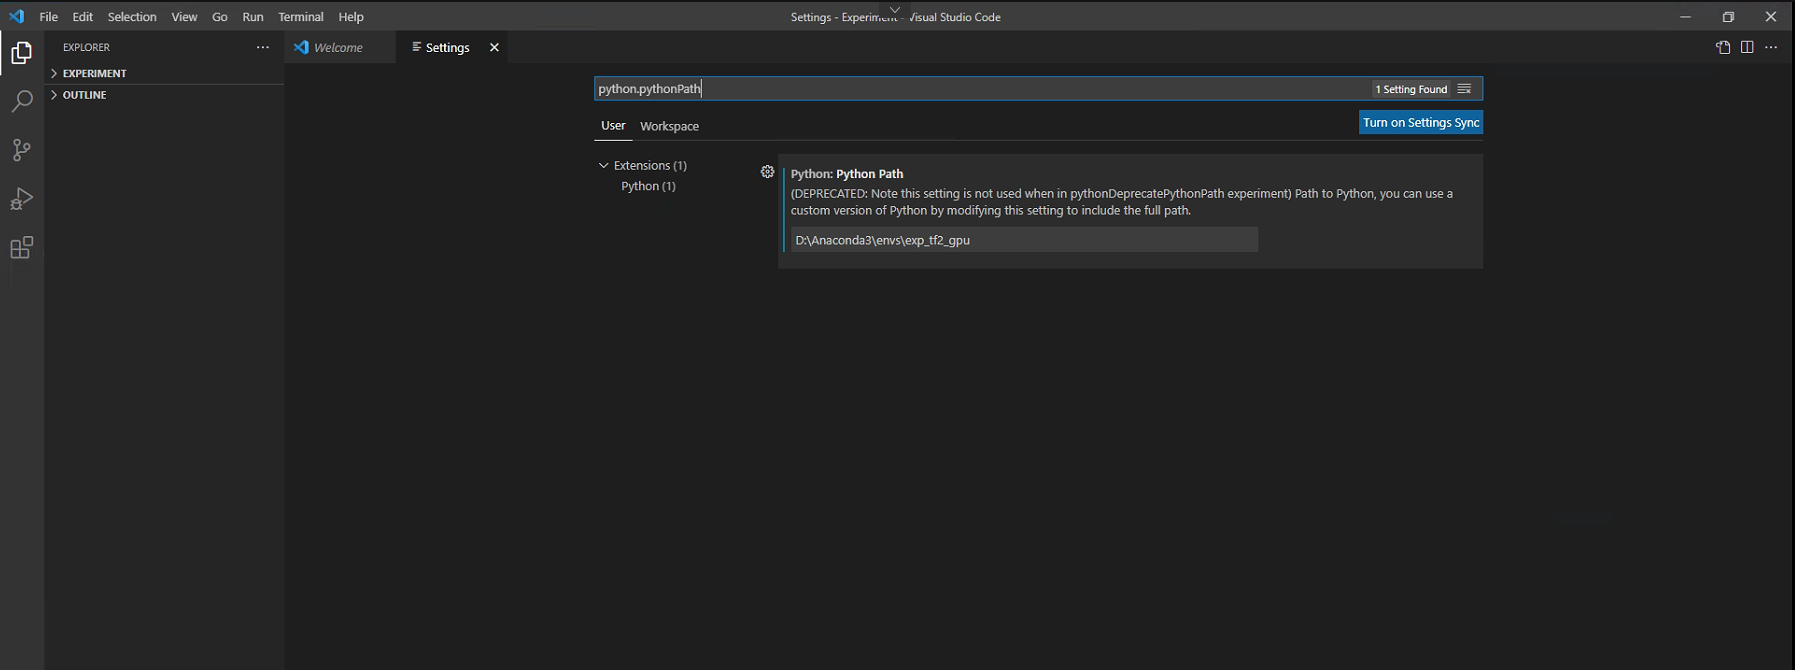 File Edit Selection View Go Run Terminal Help
Settings - Experiment - Visual Studio Code
EXPLORER
Welcome
Settings
EXPERIMENT
OUTLINE
python.pythonPath
1 Setting Found
User Workspace
Turn on Settings Sync
Extensions (1)
Python (1)
Python: Python Path
(DEPRECATED: Note this setting is not used when in pythonDeprecatePythonPath experiment) Path to Python, you can use a
custom version of Python by modifying this setting to include the full path.
D:\Anaconda3\envs\exp_tf2_gpu